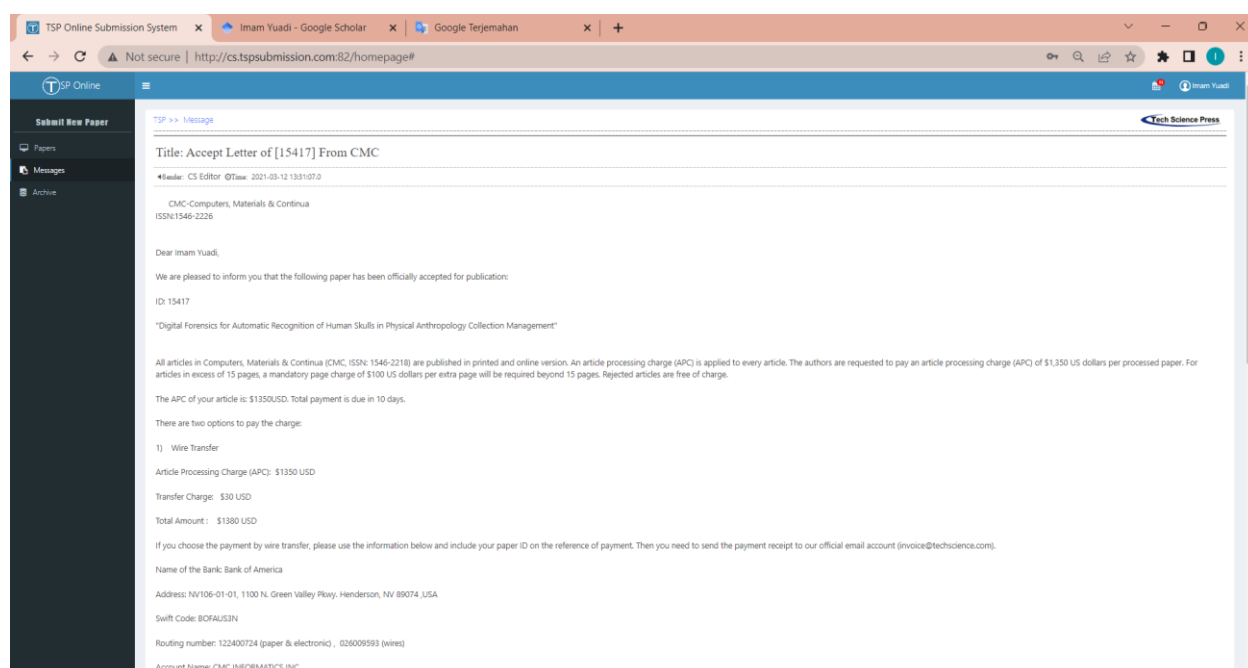 TSP Online Submission System
Imam Yuadi - Google Scholar
Google Terjemahan
Not secure | http://cs.tspsubmission.com:82/homepage#
TSP Online
Imam Yuadi
Submit New Paper
Papers
Messages
Archive
TSP >> Message
Tech Science Press
Title: Accept Letter of [15417] From CMC
Sender: CS Editor Time: 2021-03-12 13:31:07.0
CMC-Computers, Materials & Continua
ISSN:1546-2226
Dear Imam Yuadi,
We are pleased to inform you that the following paper has been officially accepted for publication:
ID: 15417
"Digital Forensics for Automatic Recognition of Human Skulls in Physical Anthropology Collection Management"
All articles in Computers, Materials & Continua (CMC, ISSN: 1546-2218) are published in printed and online version. An article processing charge (APC) is applied to every article. The authors are requested to pay an article processing charge (APC) of $1,350 US dollars per processed paper. For
articles in excess of 15 pages, a mandatory page charge of $100 US dollars per extra page will be required beyond 15 pages. Rejected articles are free of charge.
The APC of your article is: $1350USD. Total payment is due in 10 days.
There are two options to pay the charge:
1) Wire Transfer
Article Processing Charge (APC): $1350 USD
Transfer Charge: $30 USD
Total Amount : $1380 USD
If you choose the payment by wire transfer, please use the information below and include your paper ID on the reference of payment. Then you need to send the payment receipt to our official email account (invoice@techscience.com).
Name of the Bank: Bank of America
Address: NV106-01-01, 1100 N. Green Valley Pkwy. Henderson, NV 89074 ,USA
Swift Code: BOFAUS3N
Routing number: 122400724 (paper & electronic) , 026009593 (wires)
Account Name: CMC INFORMATICS INC